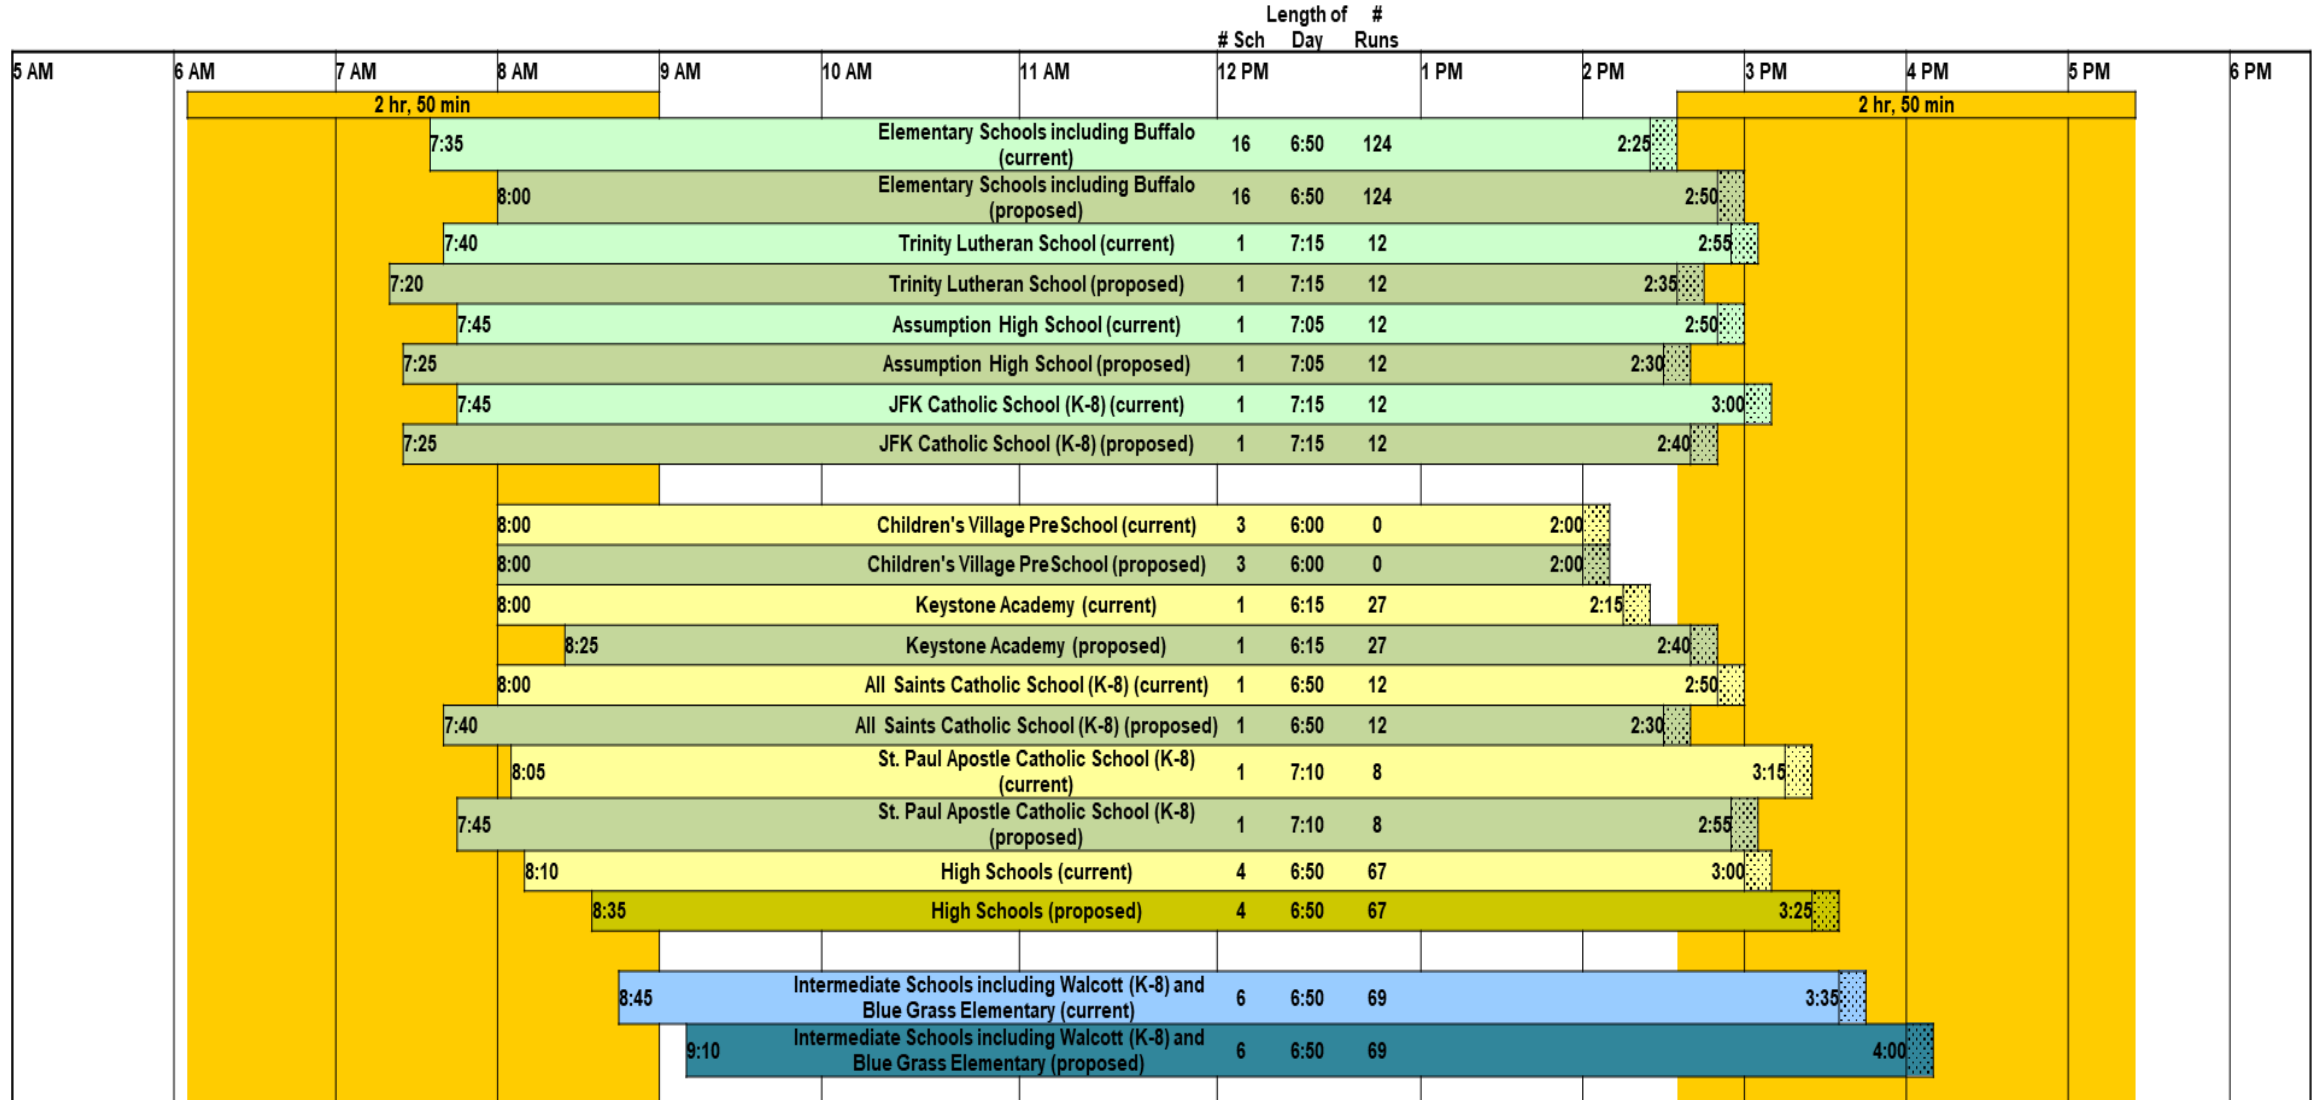 Length of #
# Sch Day Runs
5 AM 6 AM 7 AM 8 AM 9 AM 10 AM 11 AM 12 PM 1 PM 2 PM 3 PM 4 PM 5 PM 6 PM
2 hr, 50 min 2 hr, 50 min
Elementary Schools including Buffalo
7:35 (current) 16 6:50 124 2:25
Elementary Schools including Buffalo
8:00 (proposed) 16 6:50 124 2:50
7:40 Trinity Lutheran School (current) 1 7:15 12 2:55
7:20 Trinity Lutheran School (proposed) 1 7:15 12 2:35
7:45 Assumption High School (current) 1 7:05 12 2:50
7:25 Assumption High School (proposed) 1 7:05 12 2:30
7:45 JFK Catholic School (K-8) (current) 1 7:15 12 3:00
7:25 JFK Catholic School (K-8) (proposed) 1 7:15 12 2:40
8:00 Children's Village PreSchool (current) 3 6:00 0 2:00
8:00 Children's Village PreSchool (proposed) 3 6:00 0 2:00
8:00 Keystone Academy (current) 1 6:15 27 2:15
8:25 Keystone Academy (proposed) 1 6:15 27 2:40
8:00 All Saints Catholic School (K-8) (current) 1 6:50 12 2:50
7:40 All Saints Catholic School (K-8) (proposed) 1 6:50 12 2:30
St. Paul Apostle Catholic School (K-8)
8:05 (current) 1 7:10 8 3:15
St. Paul Apostle Catholic School (K-8)
7:45 (proposed) 1 7:10 8 2:55
8:10 High Schools (current) 4 6:50 67 3:00
8:35 High Schools (proposed) 4 6:50 67 3:25
Intermediate Schools including Walcott (K-8) and
8:45 Blue Grass Elementary (current) 6 6:50 69 3:35
Intermediate Schools including Walcott (K-8) and
9:10 Blue Grass Elementary (proposed) 6 6:50 69 4:00